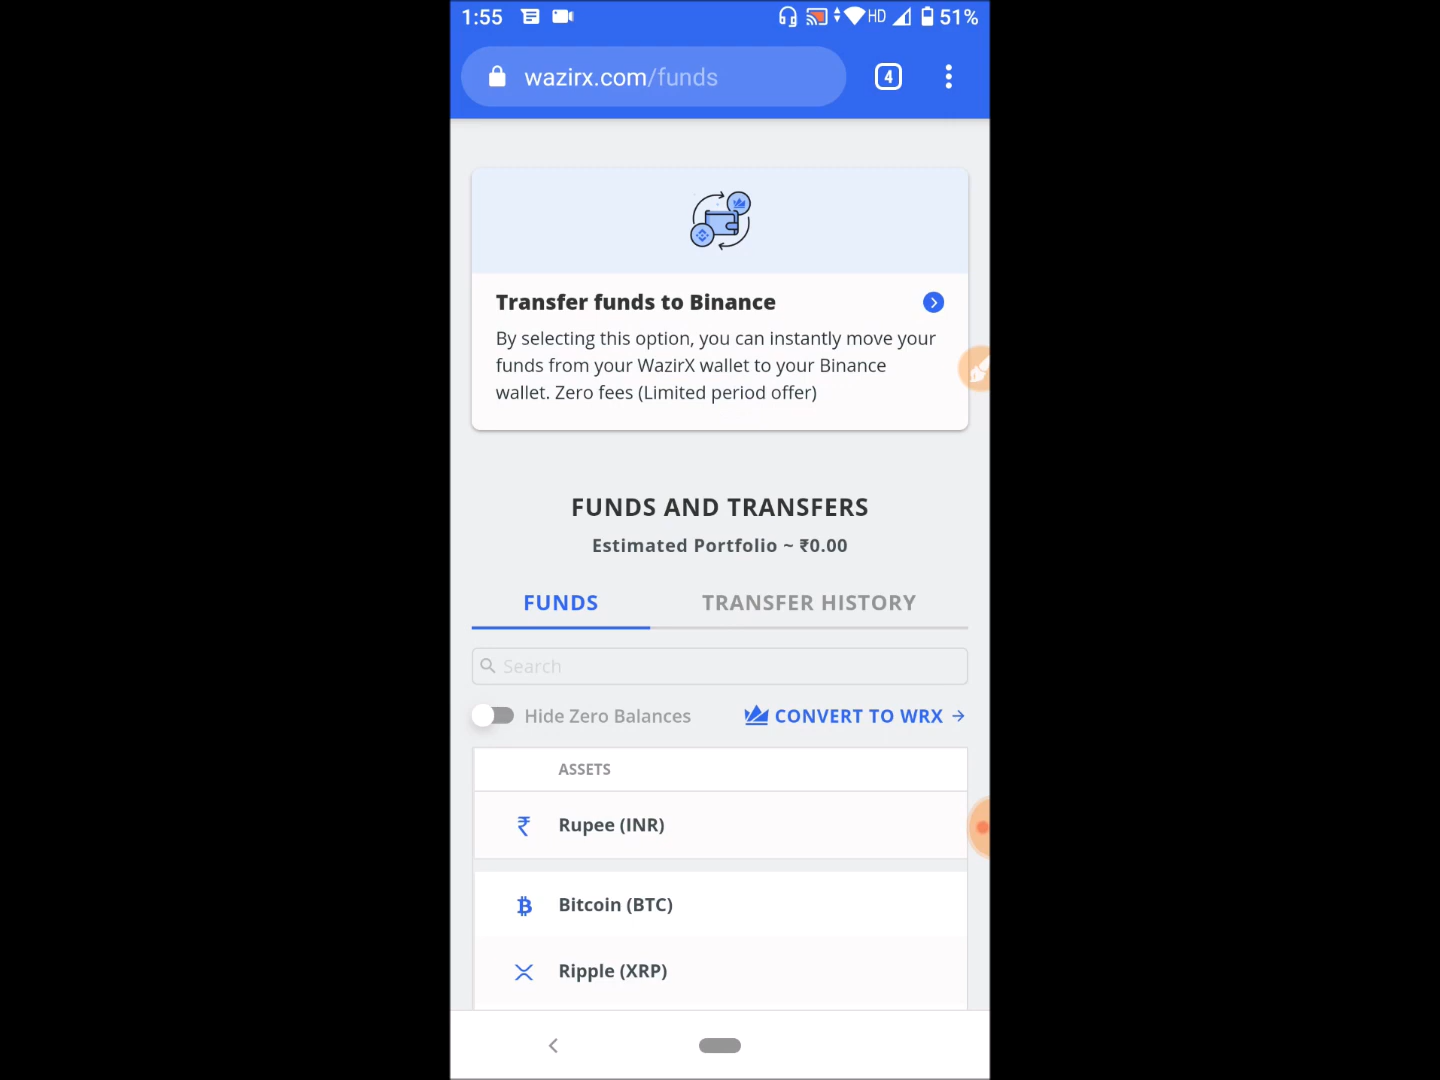 1:55
HD
51%
wazirx.com/funds
4
Transfer funds to Binance
By selecting this option, you can instantly move your
funds from your WazirX wallet to your Binance
wallet. Zero fees (Limited period offer)
FUNDS AND TRANSFERS
Estimated Portfolio ~ ₹0.00
FUNDS
TRANSFER HISTORY
Search
Hide Zero Balances
CONVERT TO WRX
ASSETS
₹ Rupee (INR)
Bitcoin (BTC)
Ripple (XRP)